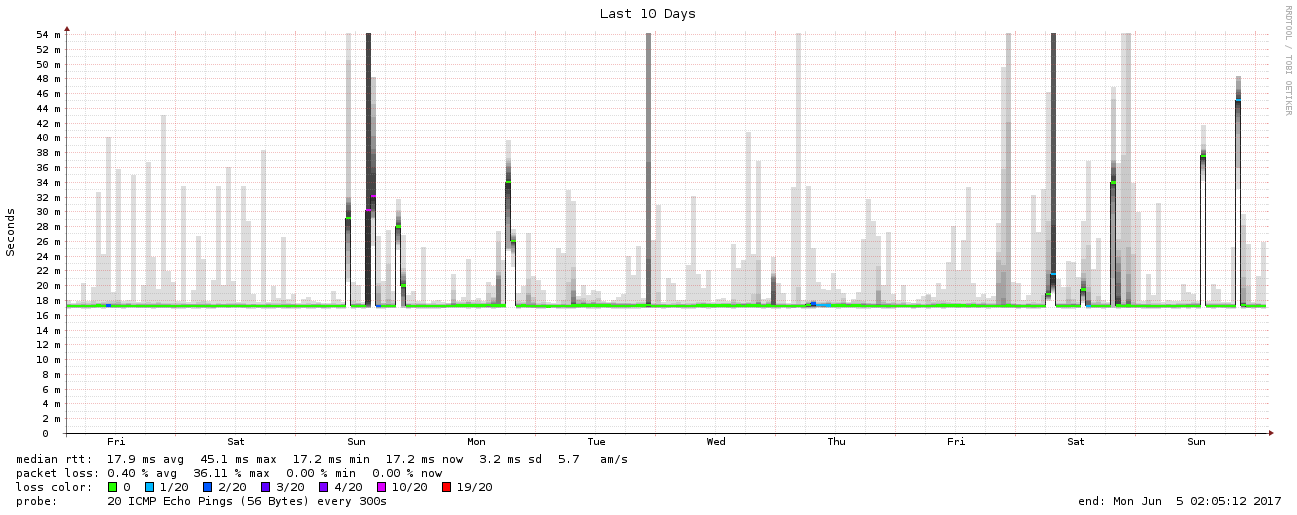 Last 10 Days
RRDTOOL / TOBI OETIKER
Seconds
54 m
52 m
50 m
48 m
46 m
44 m
42 m
40 m
38 m
36 m
34 m
32 m
30 m
28 m
26 m
24 m
22 m
20 m
18 m
16 m
14 m
12 m
10 m
8 m
6 m
4 m
2 m
0
Fri Sat Sun Mon Tue Wed Thu Fri Sat Sun
median rtt: 17.9 ms avg 45.1 ms max 17.2 ms min 17.2 ms now 3.2 ms sd 5.7 am/s
packet loss: 0.40 % avg 36.11 % max 0.00 % min 0.00 % now
loss color: 0 1/20 2/20 3/20 4/20 10/20 19/20
probe: 20 ICMP Echo Pings (56 Bytes) every 300s end: Mon Jun 5 02:05:12 2017